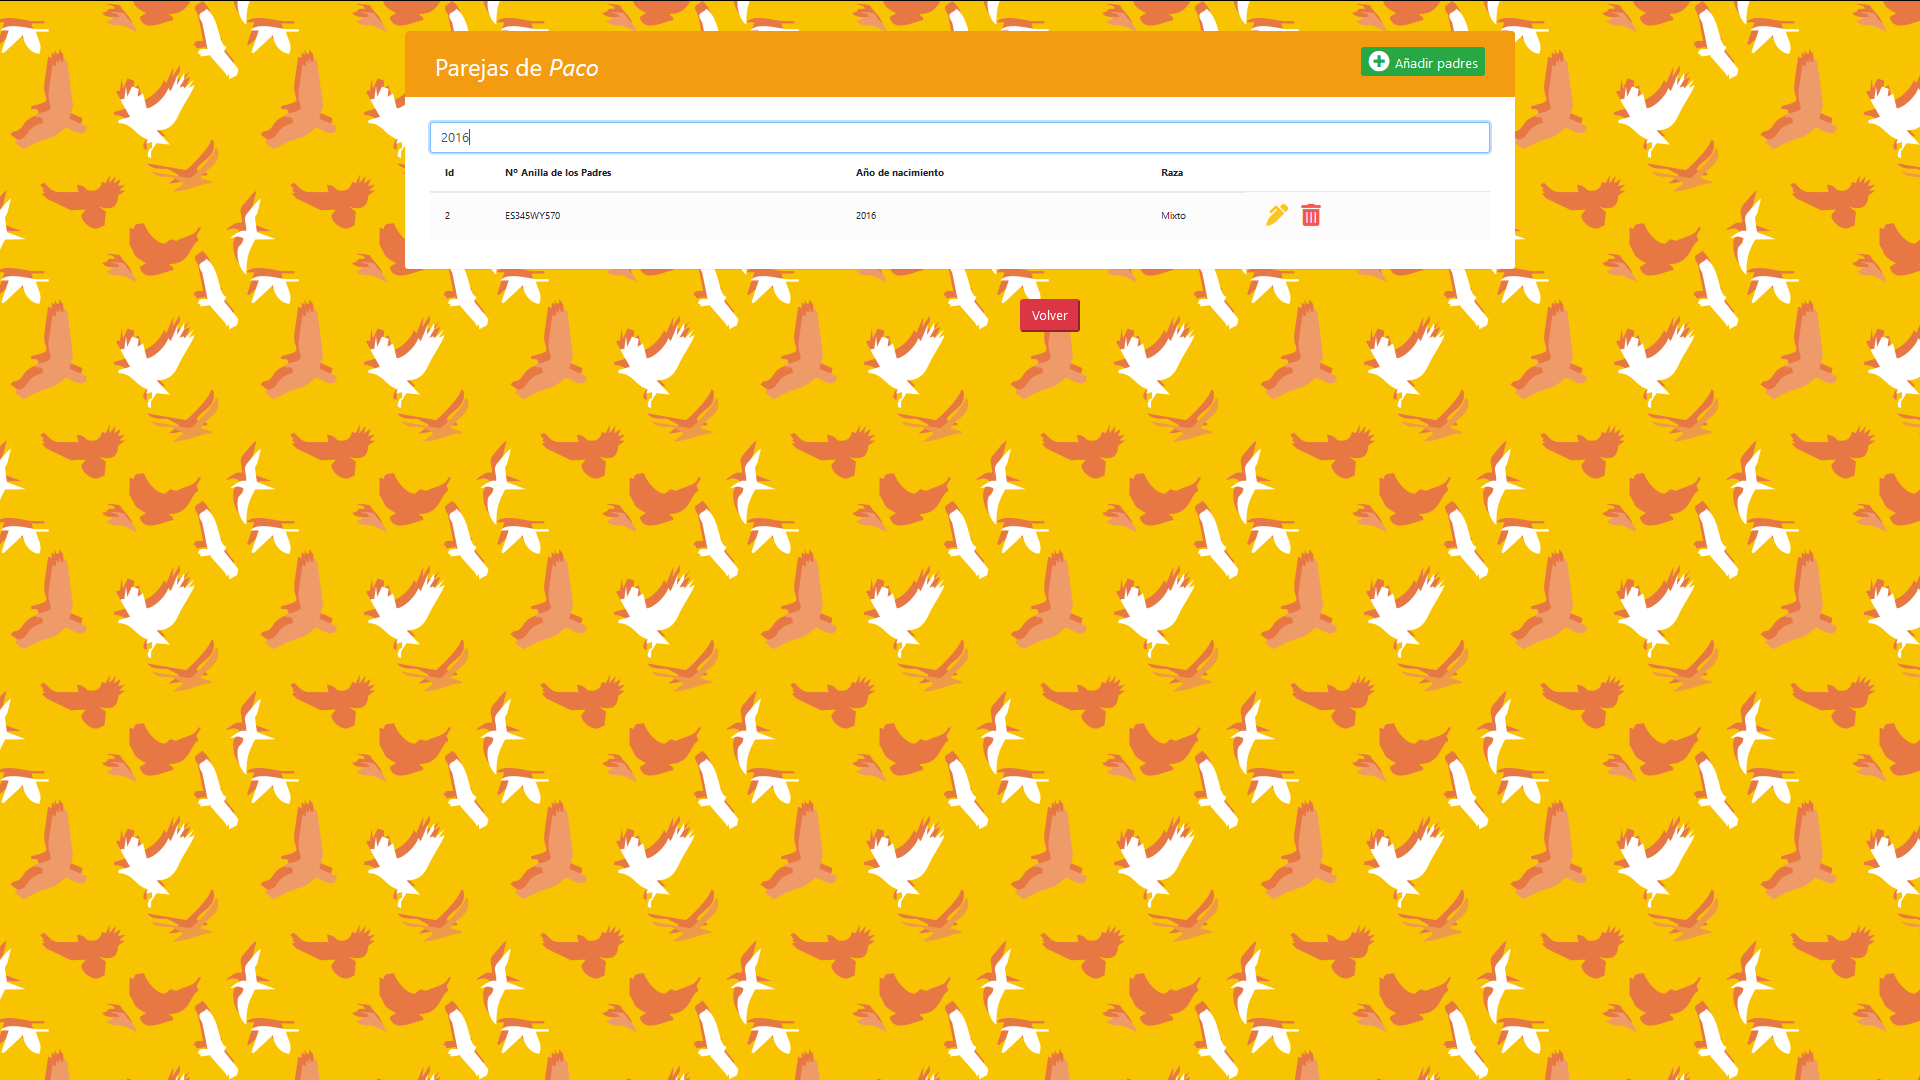 Parejas de Paco
Añadir padres
2016
Id Nº Anilla de los Padres Año de nacimiento Raza
2 ES345WY570 2016 Mixto
Volver